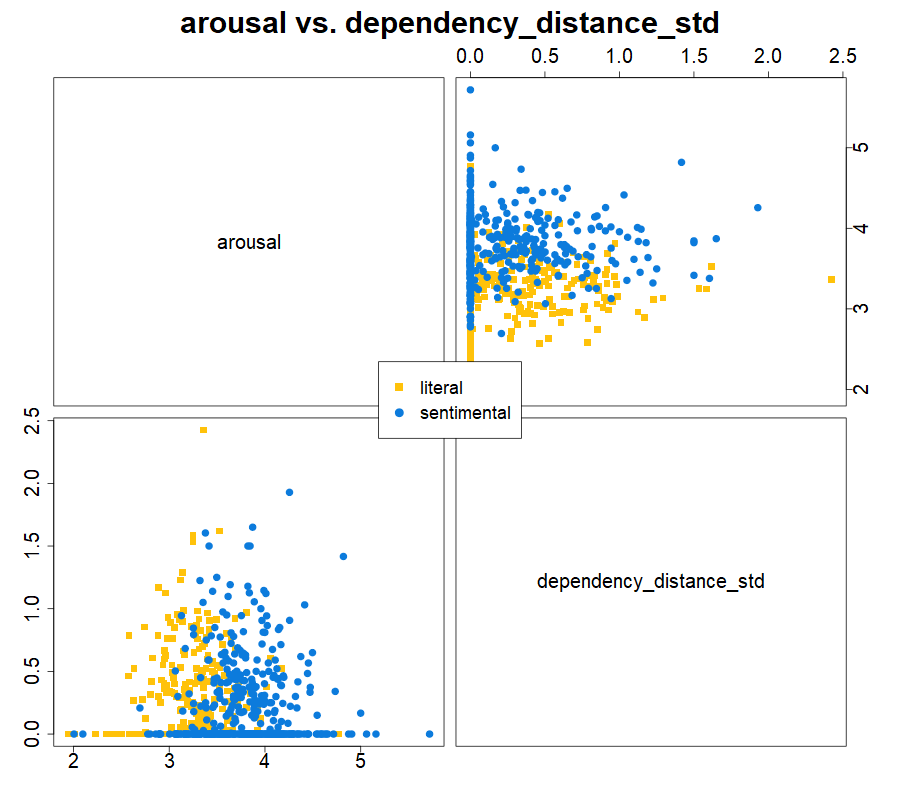 arousal vs. dependency_distance_std
0.0 0.5 1.0 1.5 2.0 2.5
arousal
5
4
3
2
literal
sentimental
2.5
2.0
1.5
1.0
0.5
0.0
dependency_distance_std
2 3 4 5